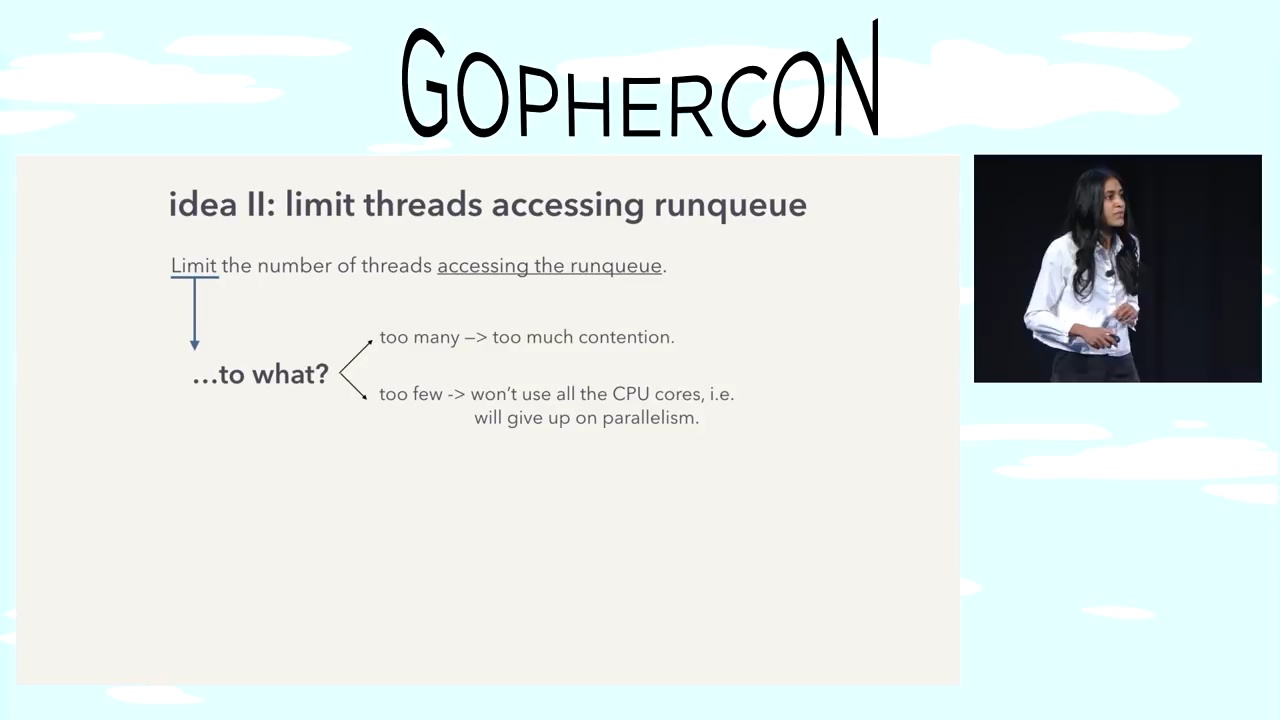 GOPHERCON
idea II: limit threads accessing runqueue
Limit the number of threads accessing the runqueue.
too many —> too much contention.
…to what?
too few -> won’t use all the CPU cores, i.e.
will give up on parallelism.